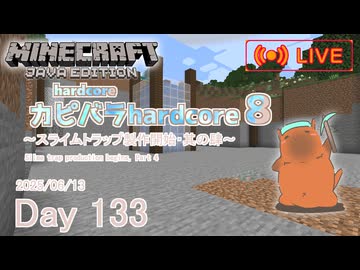 MINECRAFT
JAVA EDITION
LIVE
hardcore
カピバラhardcore8
～スライムトラップ製作開始・其の肆～
Slime trap production begins, Part 4
2025/06/13
Day 133